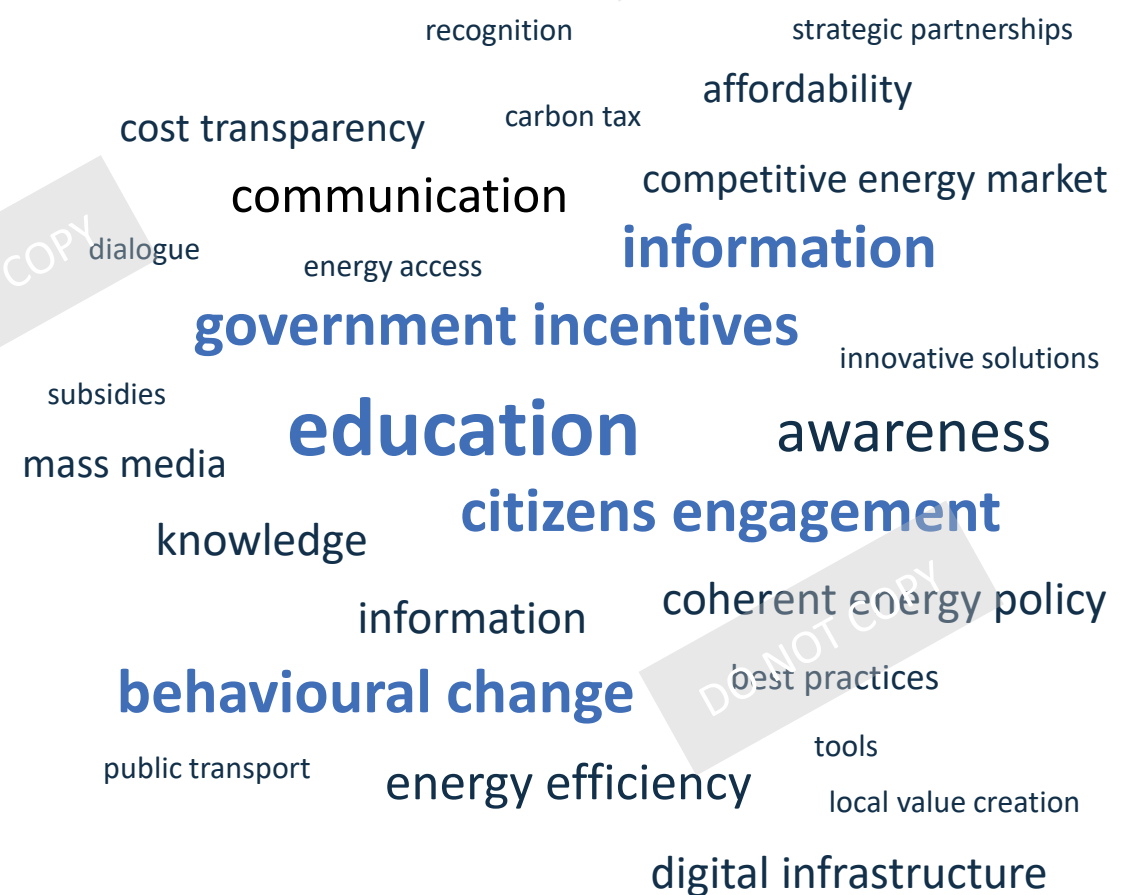 recognition
strategic partnerships
affordability
carbon tax
cost transparency
competitive energy market
communication
information
COPY
dialogue
energy access
government incentives
innovative solutions
subsidies
education
awareness
mass media
citizens engagement
knowledge
coherent energy policy
information
DO NOT COPY
best practices
behavioural change
tools
public transport
energy efficiency
local value creation
digital infrastructure